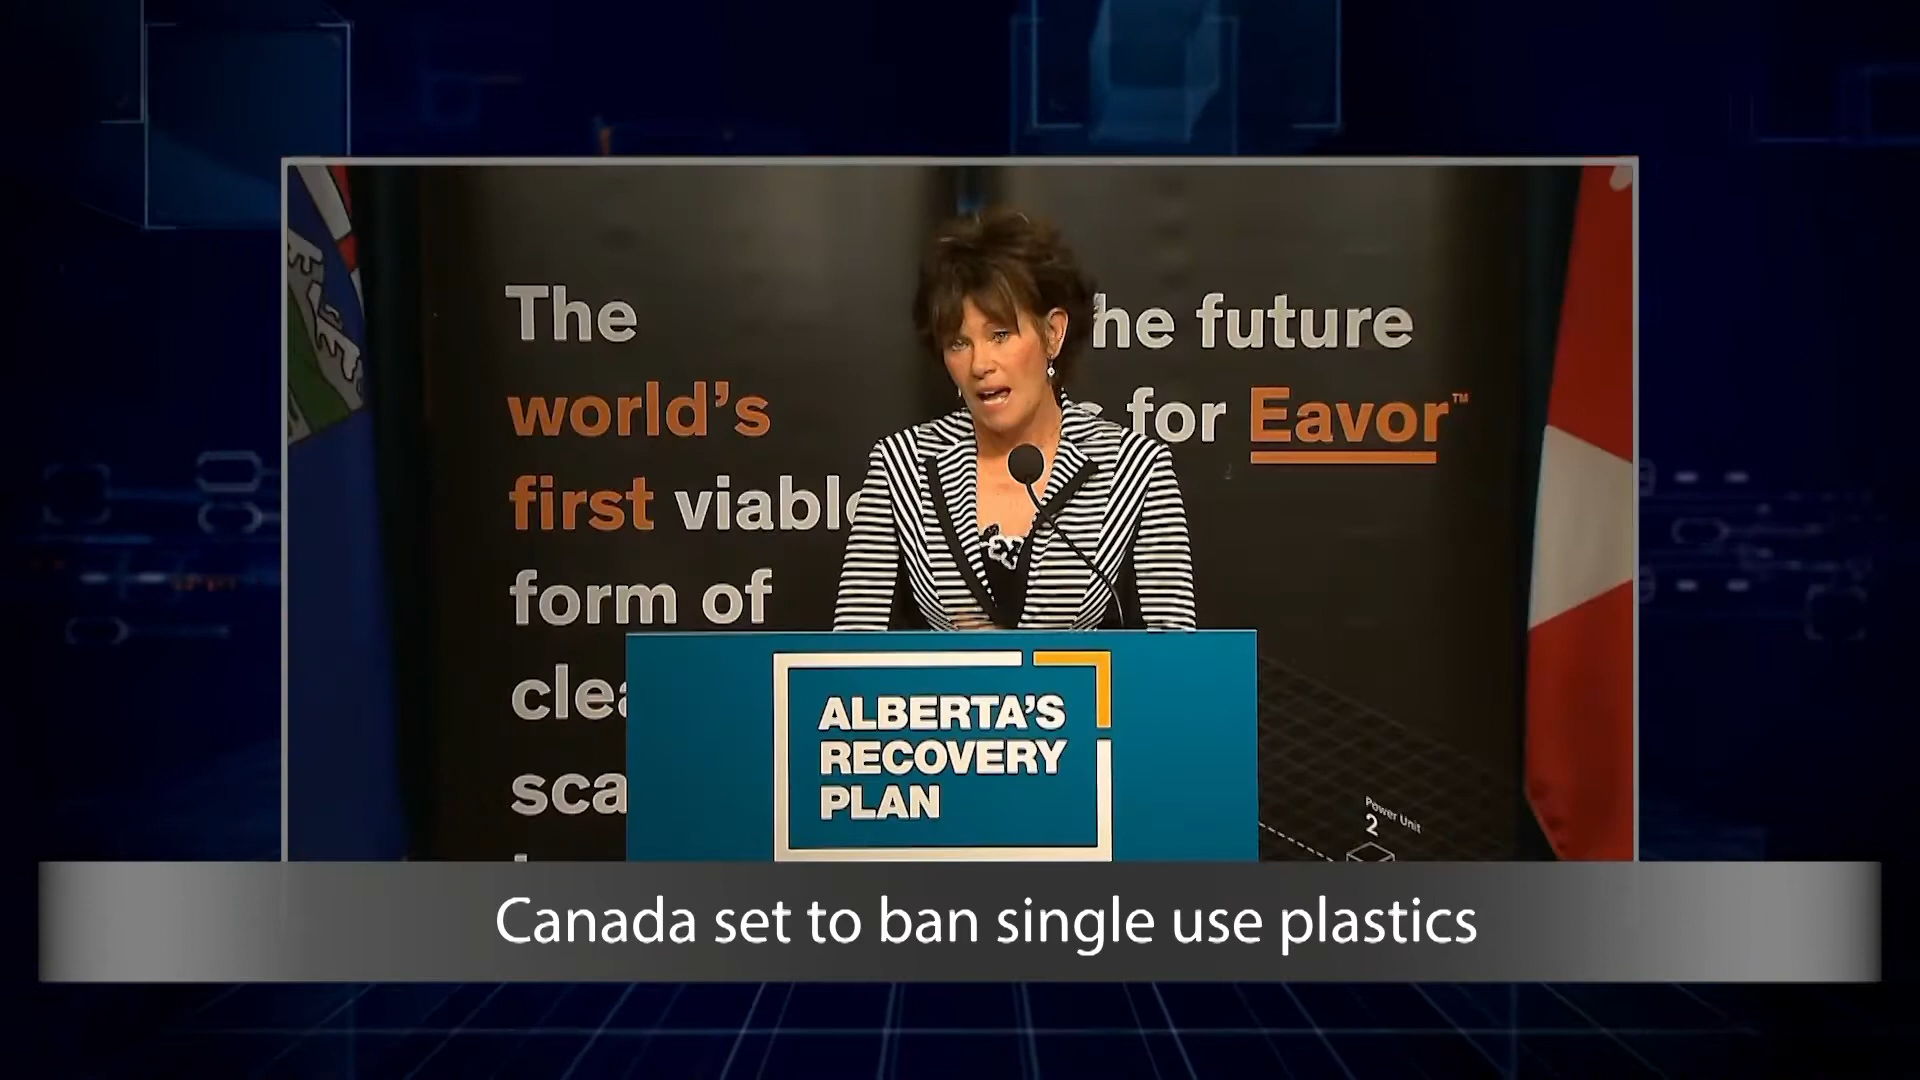 The
world's
first viable
form of
clea
sca
he future
for Eavor™
ALBERTA'S
RECOVERY
PLAN
Power Unit
2
Canada set to ban single use plastics